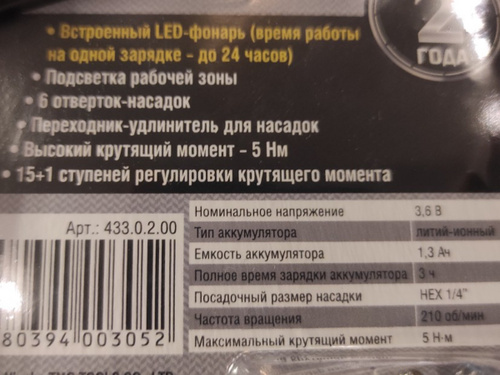 2
ГОДА
• Встроенный LED-фонарь (время работы
на одной зарядке - до 24 часов)
• Подсветка рабочей зоны
• 6 отверток-насадок
• Переходник-удлинитель для насадок
• Высокий крутящий момент - 5 Нм
• 15+1 ступеней регулировки крутящего момента
Арт.: 433.0.2.00
80394 003052
Номинальное напряжение 3,6 В
Тип аккумулятора литий-ионный
Емкость аккумулятора 1,3 Ач
Полное время зарядки аккумулятора 3 ч
Посадочный размер насадки HEX 1/4"
Частота вращения 210 об/мин
Максимальный крутящий момент 5 Н·м